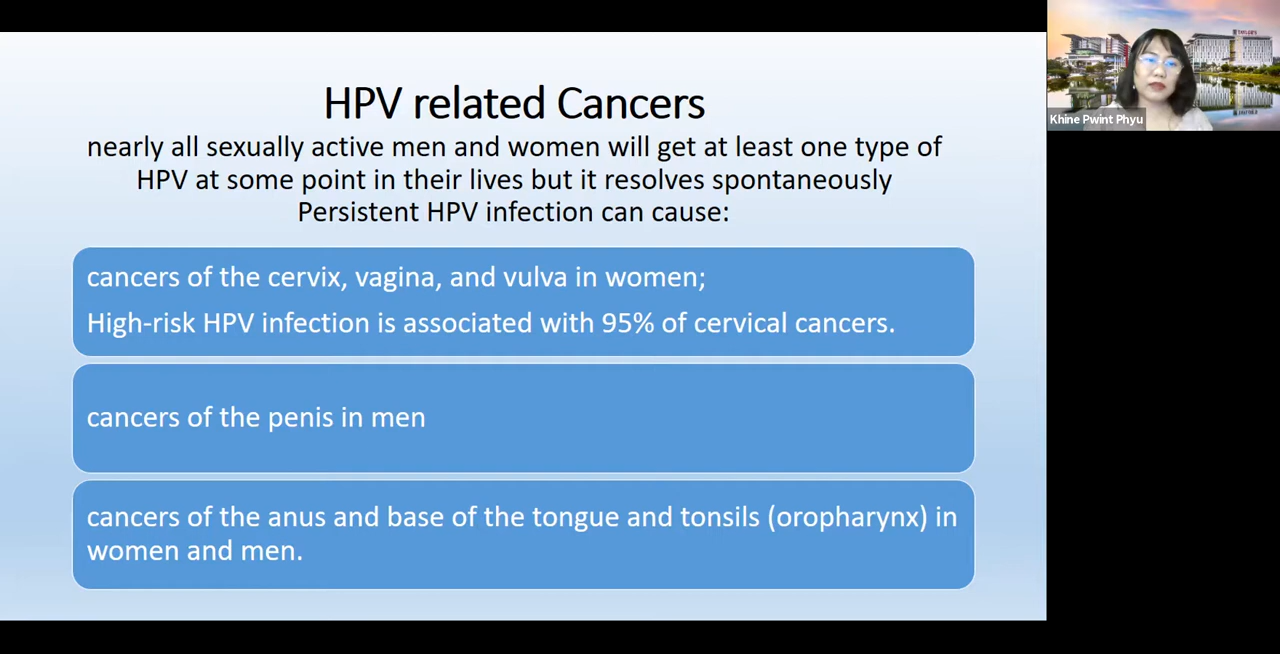 HPV related Cancers
nearly all sexually active men and women will get at least one type of
HPV at some point in their lives but it resolves spontaneously
Persistent HPV infection can cause:
cancers of the cervix, vagina, and vulva in women;
High-risk HPV infection is associated with 95% of cervical cancers.
cancers of the penis in men
cancers of the anus and base of the tongue and tonsils (oropharynx) in
women and men.
Khine Pwint Phyu